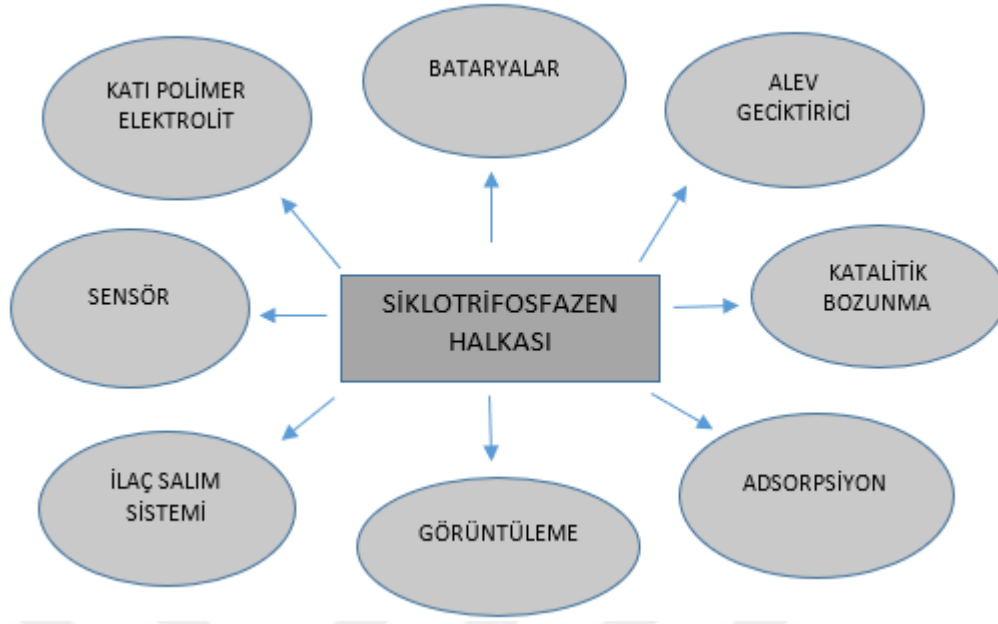 KATI POLİMER
ELEKTROLİT
BATARYALAR
ALEV
GECİKTİRİCİ
SENSÖR
SİKLOTRİFOSFAZEN
HALKASI
KATALİTİK
BOZUNMA
İLAÇ SALIM
SİSTEMİ
GÖRÜNTÜLEME
ADSORPSİYON